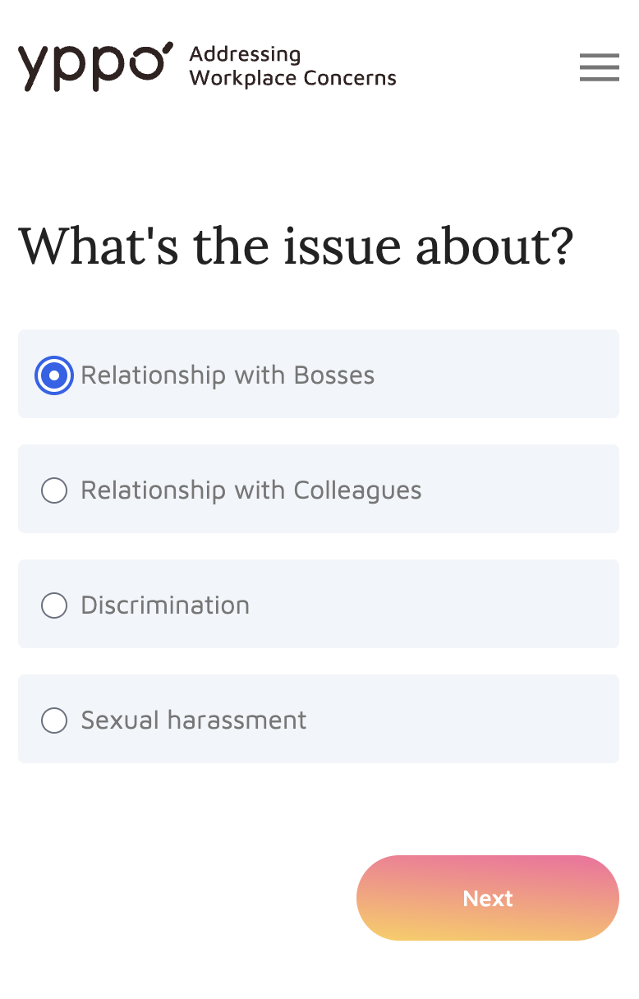 yppo Addressing
Workplace Concerns
What's the issue about?
Relationship with Bosses
Relationship with Colleagues
Discrimination
Sexual harassment
Next